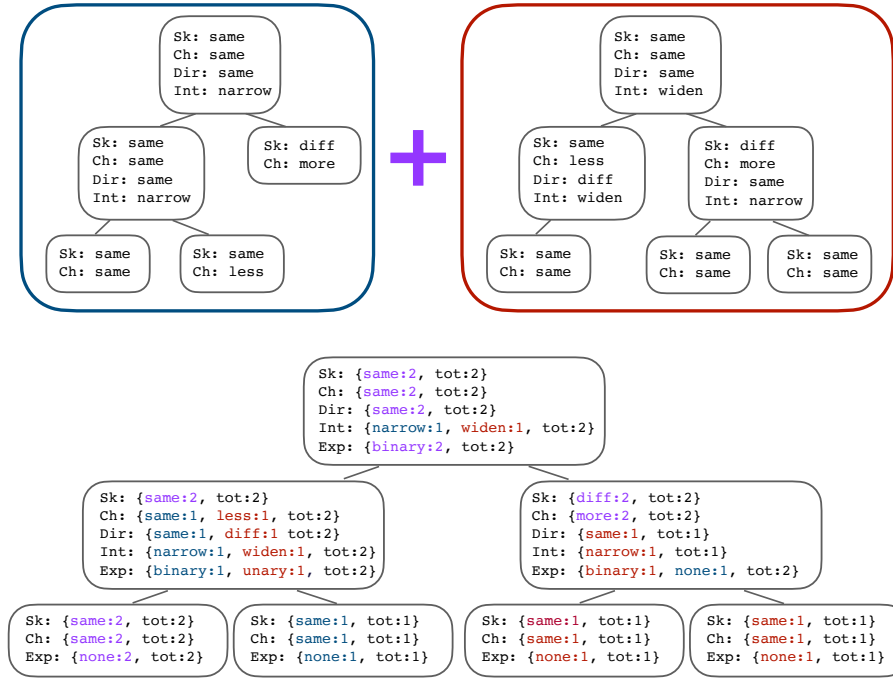 Sk: same
Ch: same
Dir: same
Int: narrow
Sk: same
Ch: same
Dir: same
Int: narrow
Sk: diff
Ch: more
Sk: same
Ch: same
Sk: same
Ch: less
+
Sk: same
Ch: same
Dir: same
Int: widen
Sk: same
Ch: less
Dir: diff
Int: widen
Sk: diff
Ch: more
Dir: same
Int: narrow
Sk: same
Ch: same
Sk: same
Ch: same
Sk: same
Ch: same
Sk: {same:2, tot:2}
Ch: {same:2, tot:2}
Dir: {same:2, tot:2}
Int: {narrow:1, widen:1, tot:2}
Exp: {binary:2, tot:2}
Sk: {same:2, tot:2}
Ch: {same:1, less:1, tot:2}
Dir: {same:1, diff:1 tot:2}
Int: {narrow:1, widen:1, tot:2}
Exp: {binary:1, unary:1, tot:2}
Sk: {diff:2, tot:2}
Ch: {more:2, tot:2}
Dir: {same:1, tot:1}
Int: {narrow:1, tot:1}
Exp: {binary:1, none:1, tot:2}
Sk: {same:2, tot:2}
Ch: {same:2, tot:2}
Exp: {none:2, tot:2}
Sk: {same:1, tot:1}
Ch: {same:1, tot:1}
Exp: {none:1, tot:1}
Sk: {same:1, tot:1}
Ch: {same:1, tot:1}
Exp: {none:1, tot:1}
Sk: {same:1, tot:1}
Ch: {same:1, tot:1}
Exp: {none:1, tot:1}